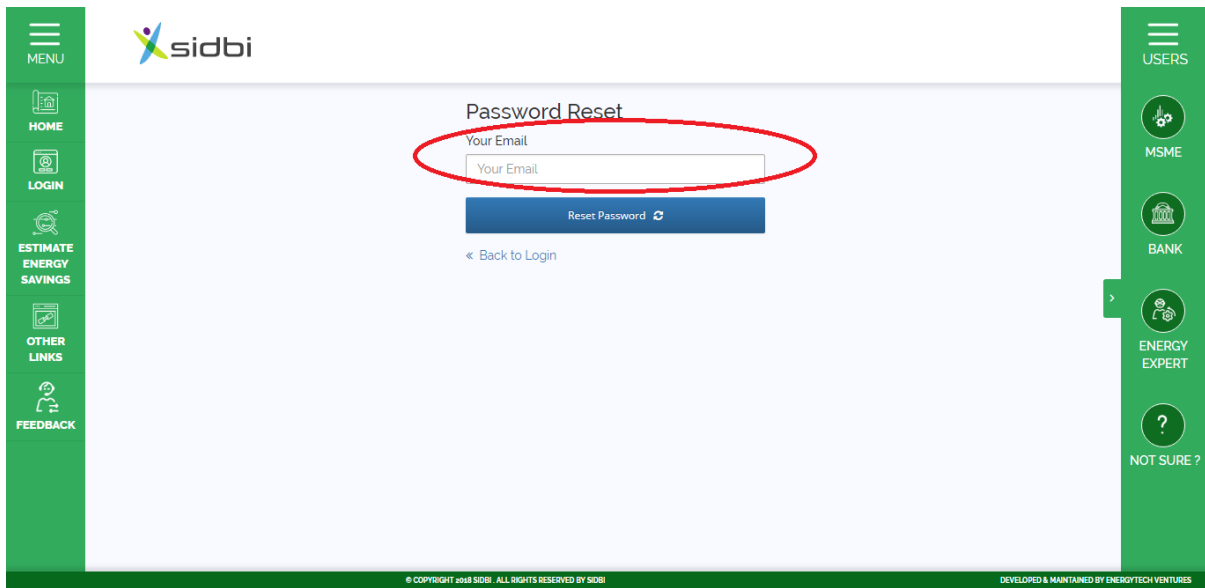 MENU
sidbi
USERS
HOME
LOGIN
ESTIMATE
ENERGY
SAVINGS
OTHER
LINKS
FEEDBACK
Password Reset
Your Email
Your Email
Reset Password
« Back to Login
MSME
BANK
›
ENERGY
EXPERT
?
NOT SURE ?
© COPYRIGHT 2018 SIDBI . ALL RIGHTS RESERVED BY SIDBI
DEVELOPED & MAINTAINED BY ENERGYTECH VENTURES